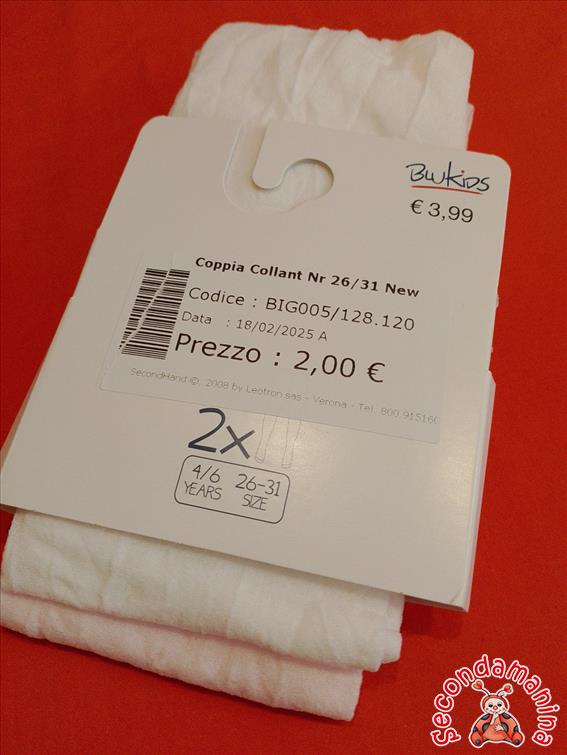 BLUKIDS
€ 3,99
Coppia Collant Nr 26/31 New
Codice : BIG005/128.120
Data : 18/02/2025 A
Prezzo : 2,00 €
SecondHand ©, 2008 by Leotron sas - Verona - Tel. 800 915160
2x
4/6 26-31
YEARS SIZE
secondamanina